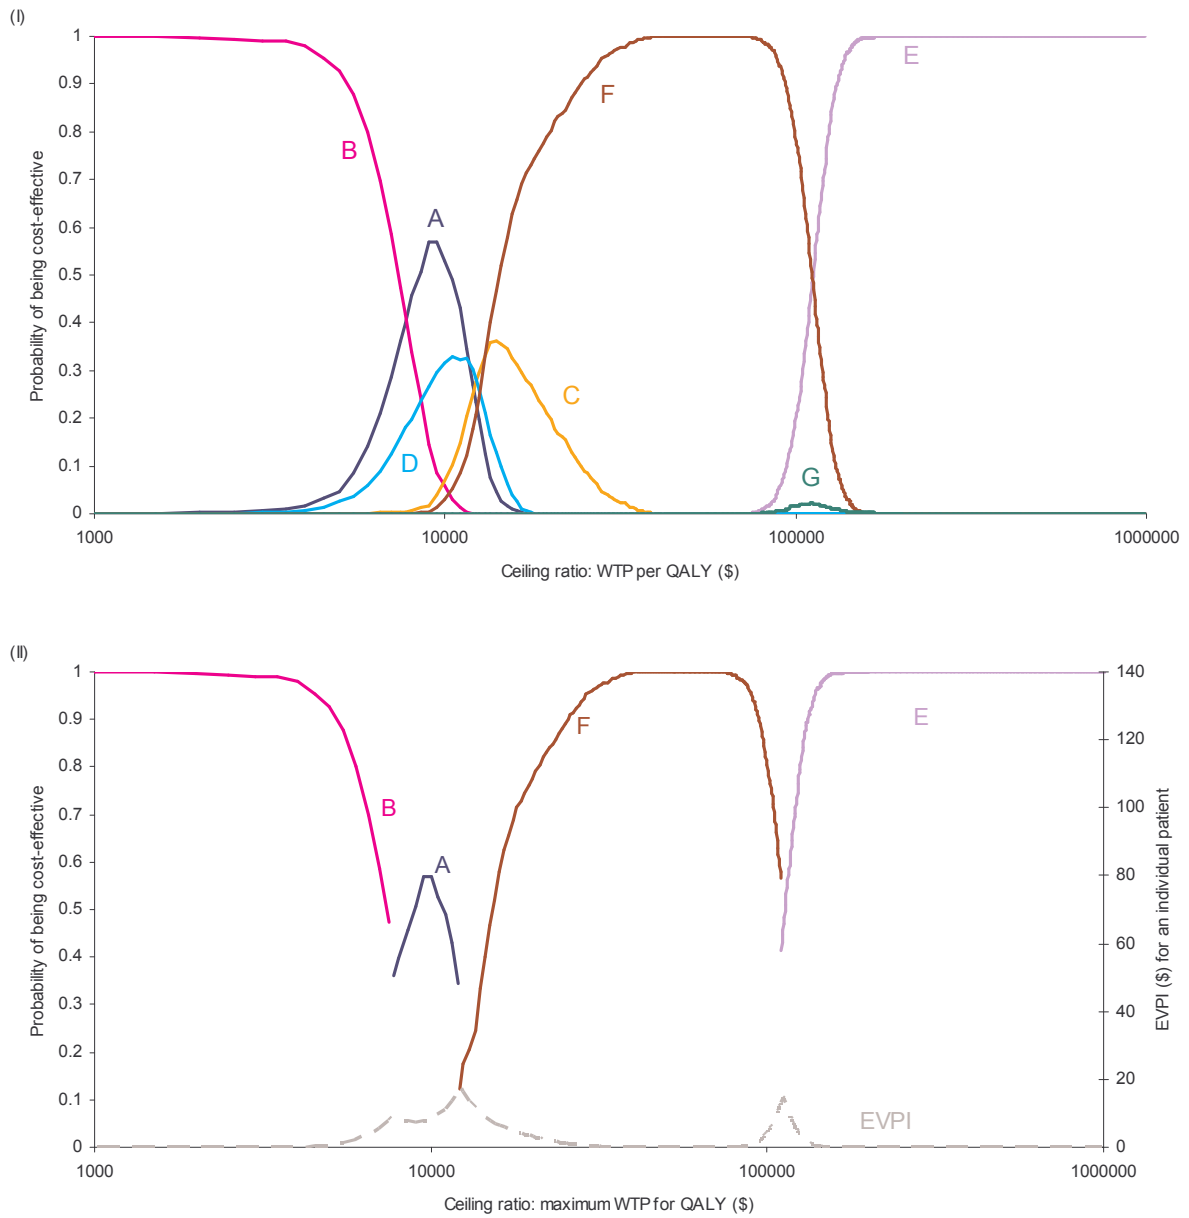 (I)
1
0.9
0.8
0.7
0.6
0.5
0.4
0.3
0.2
0.1
0
Probability of being cost-effective
B
A
D
C
F
E
G
1000
10000
100000
1000000
Ceiling ratio: WTP per QALY ($)
(II)
1
0.9
0.8
0.7
0.6
0.5
0.4
0.3
0.2
0.1
0
Probability of being cost-effective
B
A
F
E
EVPI
140
120
100
80
60
40
20
0
EVPI ($) for an individual patient
1000
10000
100000
1000000
Ceiling ratio: maximum WTP for QALY ($)